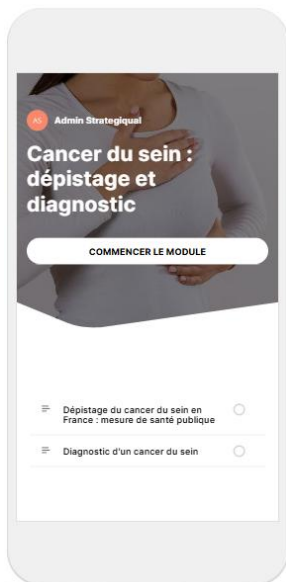 AS Admin Strategiqual
Cancer du sein :
dépistage et
diagnostic
COMMENCER LE MODULE
Dépistage du cancer du sein en
France : mesure de santé publique
Diagnostic d'un cancer du sein